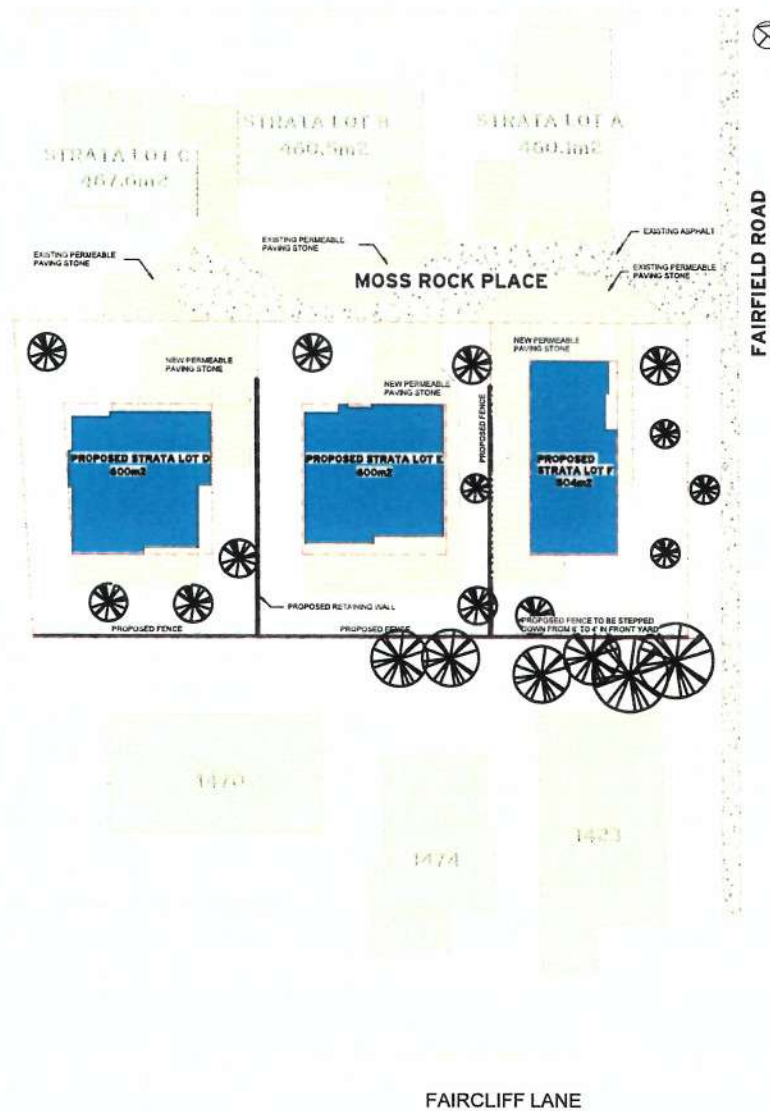 STRATA LOT B
460.5m2
STRATA LOT A
460.1m2
STRATA LOT C
467.6m2
EXISTING PERMEABLE
PAVING STONE
EXISTING PERMEABLE
PAVING STONE
EXISTING ASPHALT
EXISTING PERMEABLE
PAVING STONE
MOSS ROCK PLACE
FAIRFIELD ROAD
NEW PERMEABLE
PAVING STONE
NEW PERMEABLE
PAVING STONE
NEW PERMEABLE
PAVING STONE
PROPOSED FENCE
PROPOSED STRATA LOT D
600m2
PROPOSED STRATA LOT E
600m2
PROPOSED
STRATA LOT F
504m2
PROPOSED RETAINING WALL
PROPOSED FENCE
PROPOSED FENCE
PROPOSED FENCE TO BE STEPPED
DOWN FROM 6' TO 4' IN FRONT YARD
1470
1474
1423
FAIRCLIFF LANE